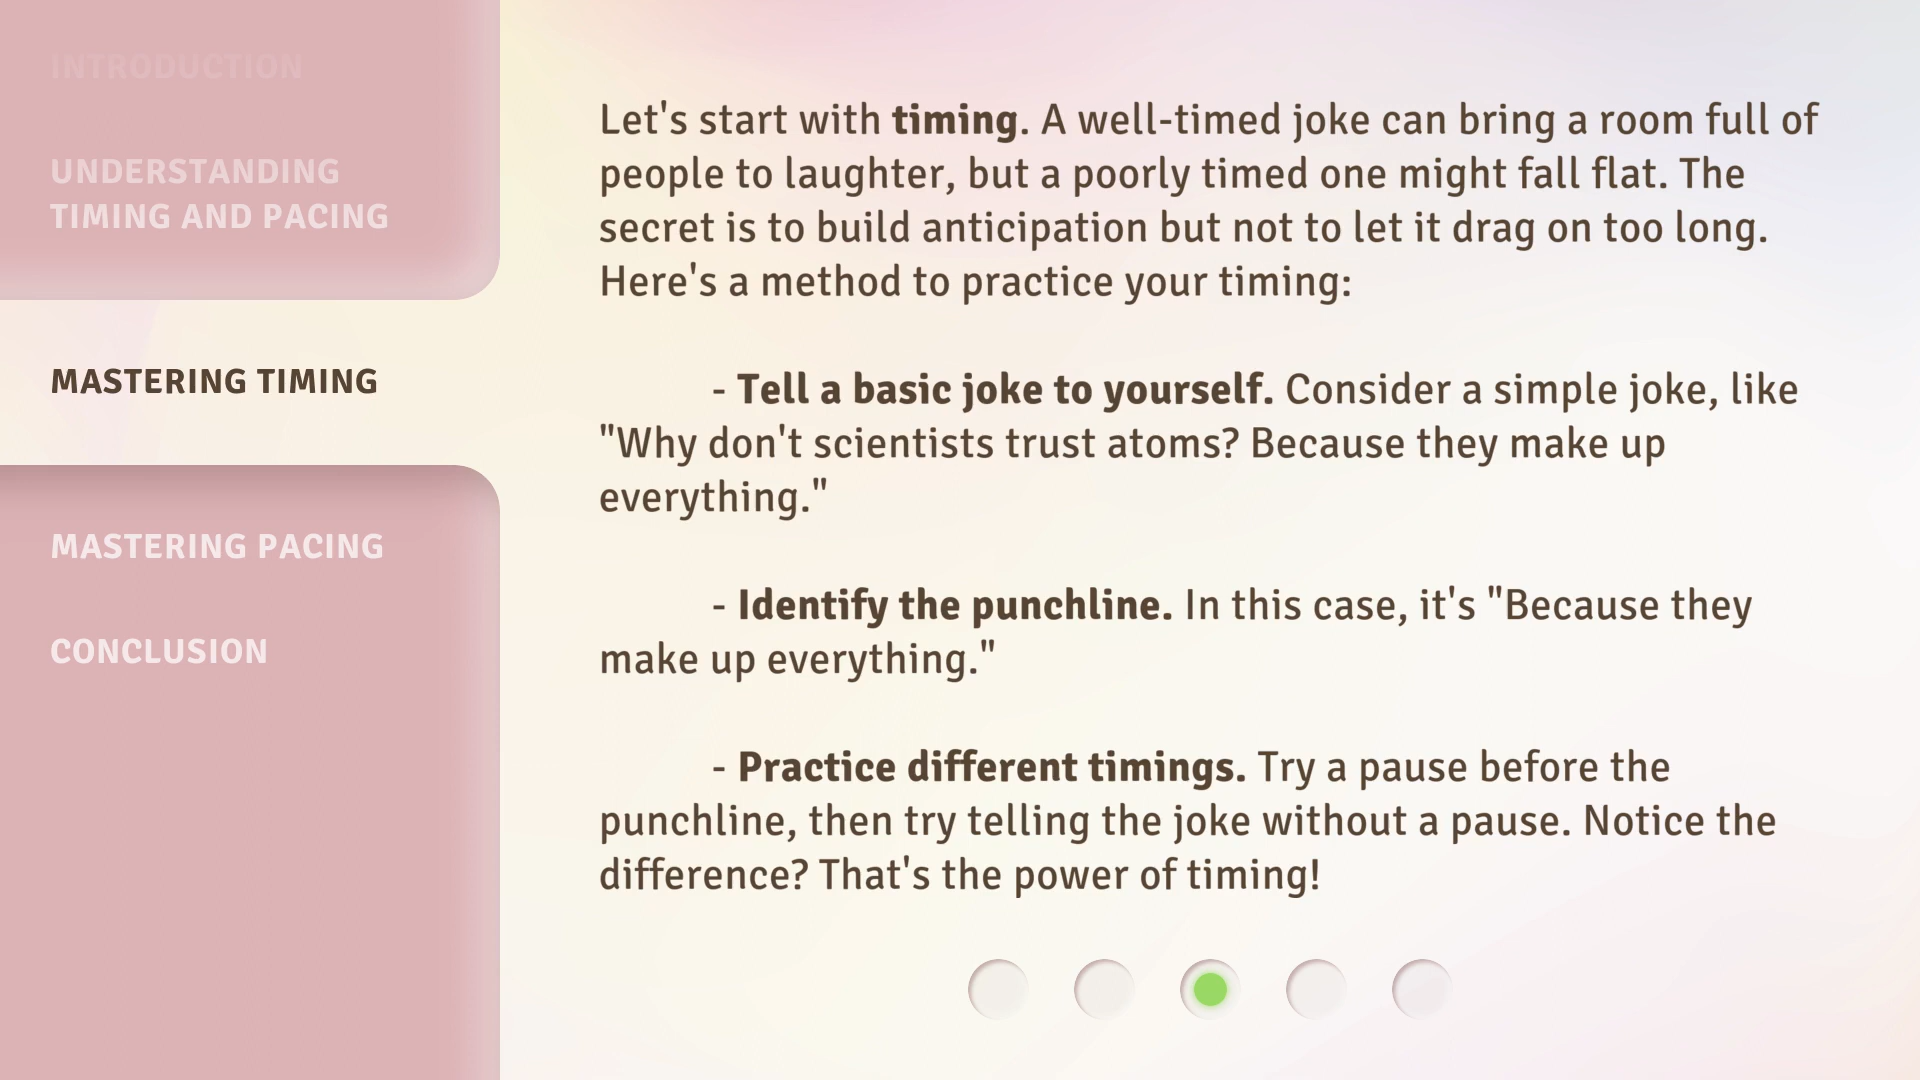 INTRODUCTION
UNDERSTANDING
TIMING AND PACING
MASTERING TIMING
MASTERING PACING
CONCLUSION
Let's start with timing. A well-timed joke can bring a room full of
people to laughter, but a poorly timed one might fall flat. The
secret is to build anticipation but not to let it drag on too long.
Here's a method to practice your timing:
- Tell a basic joke to yourself. Consider a simple joke, like
"Why don't scientists trust atoms? Because they make up
everything."
- Identify the punchline. In this case, it's "Because they
make up everything."
- Practice different timings. Try a pause before the
punchline, then try telling the joke without a pause. Notice the
difference? That's the power of timing!